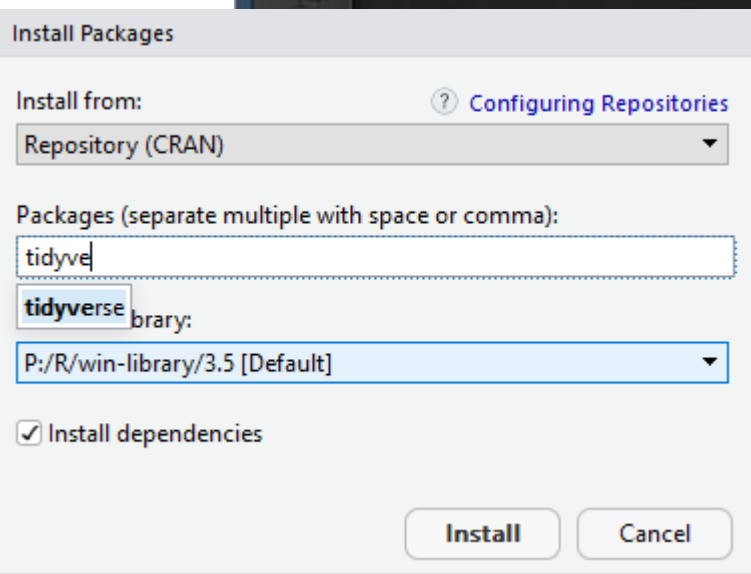 Install Packages
Install from:
? Configuring Repositories
Repository (CRAN)
Packages (separate multiple with space or comma):
tidyve
tidyverse
brary:
P:/R/win-library/3.5 [Default]
Install dependencies
Install
Cancel